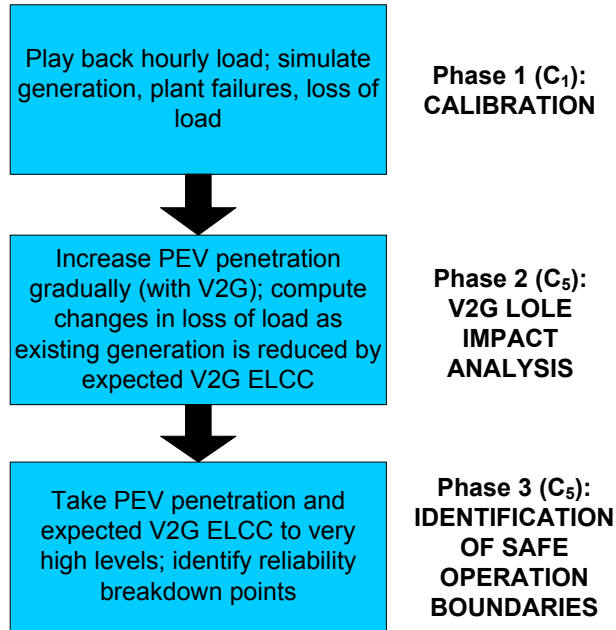 Play back hourly load; simulate
generation, plant failures, loss of
load
Phase 1 (C₁):
CALIBRATION
Increase PEV penetration
gradually (with V2G); compute
changes in loss of load as
existing generation is reduced by
expected V2G ELCC
Phase 2 (C₅):
V2G LOLE
IMPACT
ANALYSIS
Take PEV penetration and
expected V2G ELCC to very
high levels; identify reliability
breakdown points
Phase 3 (C₅):
IDENTIFICATION
OF SAFE
OPERATION
BOUNDARIES